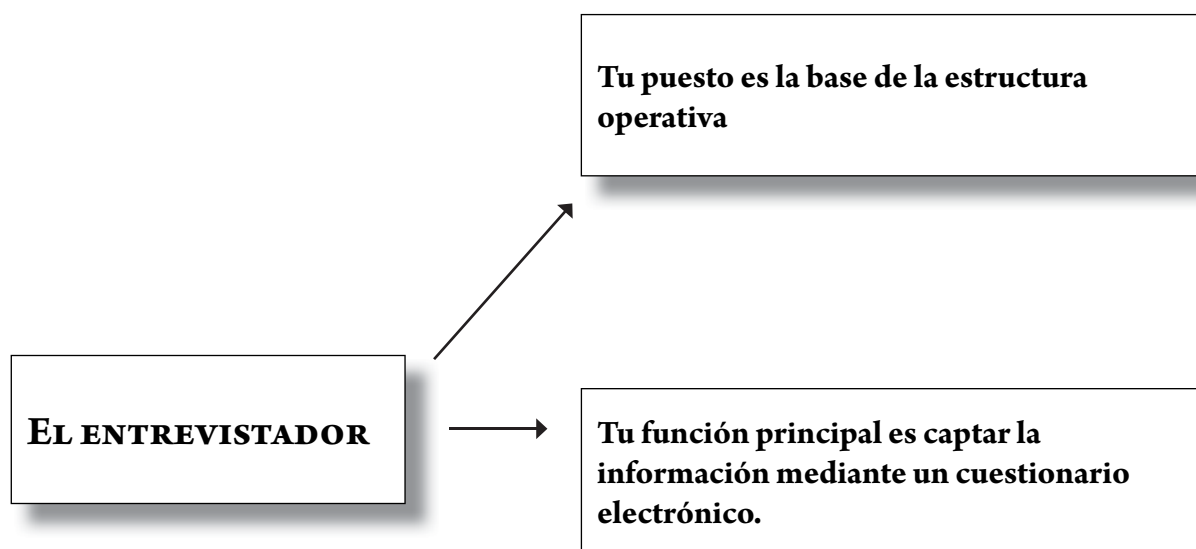 Tu puesto es la base de la estructura
operativa
El entrevistador
Tu función principal es captar la
información mediante un cuestionario
electrónico.